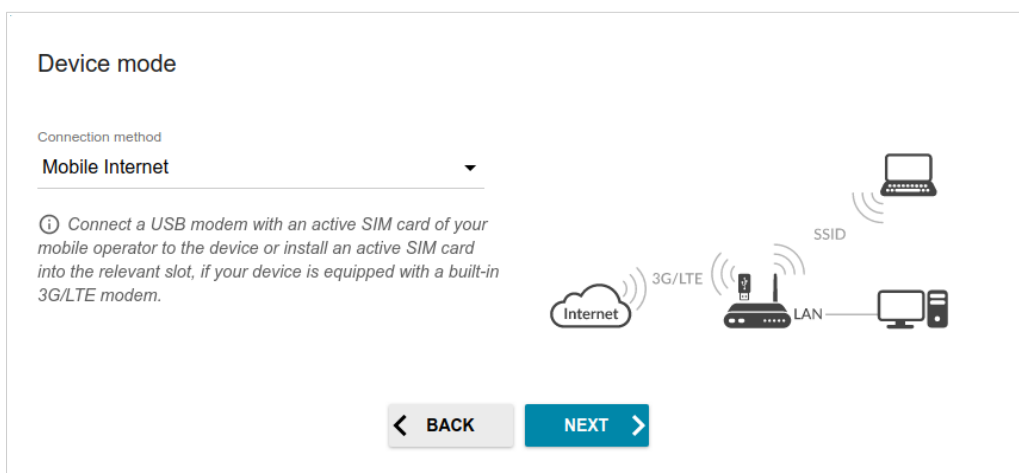 Device mode
Connection method
Mobile Internet
Connect a USB modem with an active SIM card of your
mobile operator to the device or install an active SIM card
into the relevant slot, if your device is equipped with a built-in
3G/LTE modem.
SSID
3G/LTE
Internet
LAN
BACK
NEXT